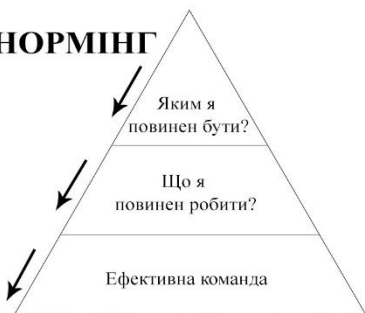 НОРМІНГ
Яким я
повинен бути?
Що я
повинен робити?
Ефективна команда